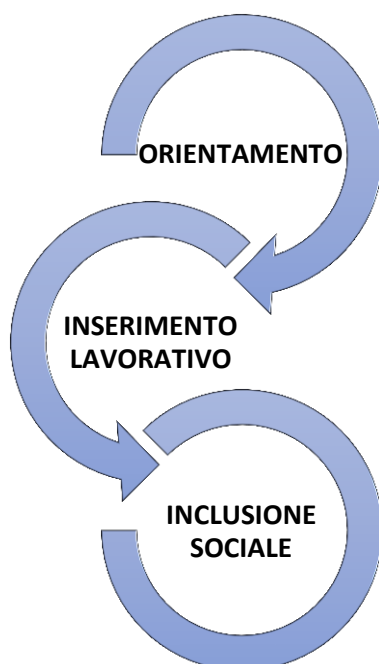 ORIENTAMENTO
INSERIMENTO
LAVORATIVO
INCLUSIONE
SOCIALE